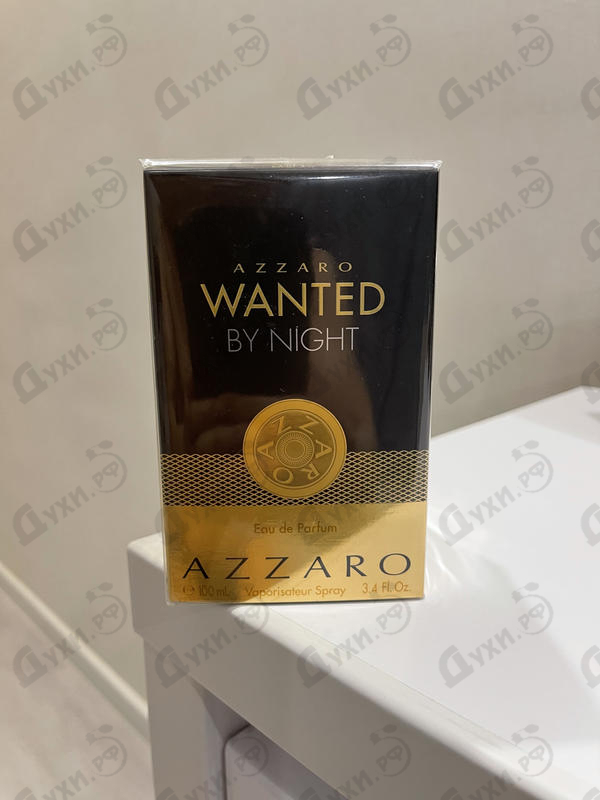 AZZARO
WANTED
BY NIGHT
AZZARO
Eau de Parfum
AZZARO
℮ 100 mL Vaporisateur Spray 3.4 Fl. Oz.
Духи.РФ